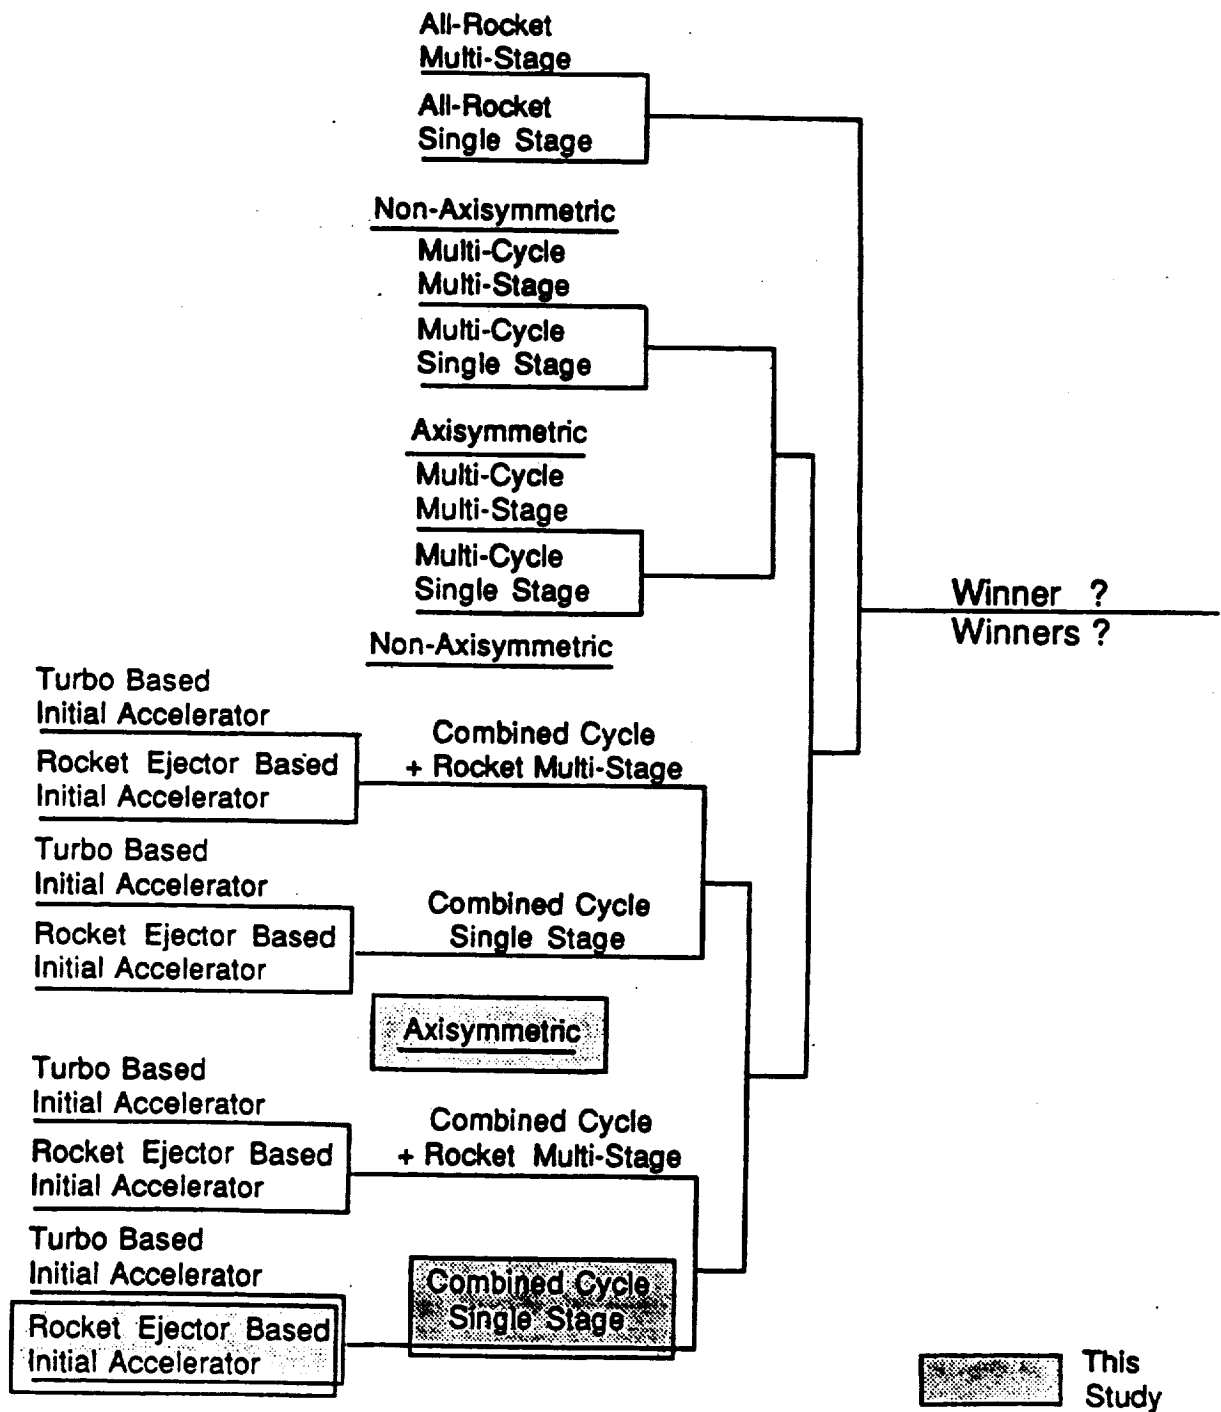 All-Rocket
Multi-Stage
All-Rocket
Single Stage
Non-Axisymmetric
Multi-Cycle
Multi-Stage
Multi-Cycle
Single Stage
Axisymmetric
Multi-Cycle
Multi-Stage
Multi-Cycle
Single Stage
Winner ?
Winners ?
Non-Axisymmetric
Turbo Based
Initial Accelerator
Rocket Ejector Based
Initial Accelerator
Combined Cycle
+ Rocket Multi-Stage
Turbo Based
Initial Accelerator
Rocket Ejector Based
Initial Accelerator
Combined Cycle
Single Stage
Axisymmetric
Turbo Based
Initial Accelerator
Rocket Ejector Based
Initial Accelerator
Combined Cycle
+ Rocket Multi-Stage
Turbo Based
Initial Accelerator
Rocket Ejector Based
Initial Accelerator
Combined Cycle
Single Stage
This
Study